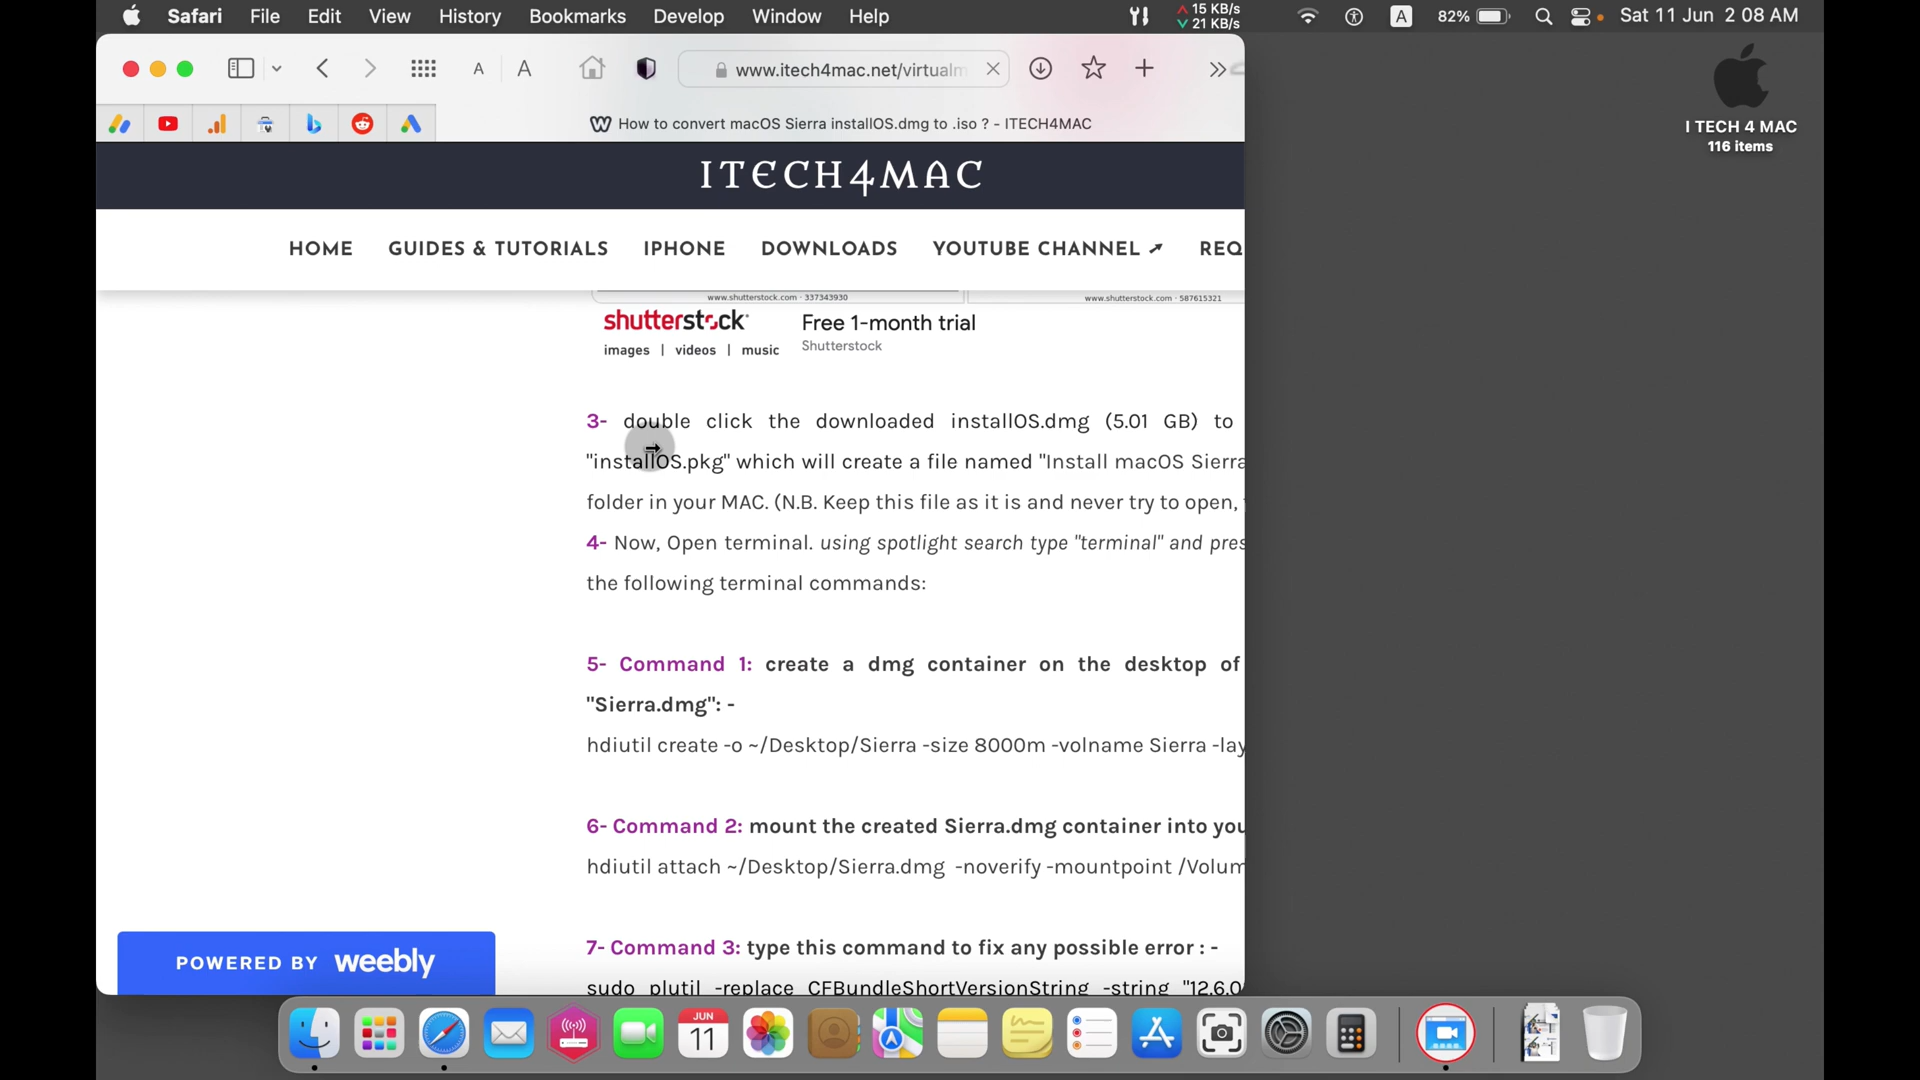 Safari File Edit View History Bookmarks Develop Window Help 15 KB/s 21 KB/s A 82% Sat 11 Jun 2 08 AM
A A www.itech4mac.net/virtualm
How to convert macOS Sierra installOS.dmg to .iso ? - ITECH4MAC
I TECH 4 MAC
116 items
ITECH4MAC
HOME GUIDES & TUTORIALS IPHONE DOWNLOADS YOUTUBE CHANNEL REQ
www.shutterstock.com · 337343930 www.shutterstock.com · 587615321
shutterstock Free 1-month trial
images | videos | music Shutterstock
3- double click the downloaded installOS.dmg (5.01 GB) to
"installOS.pkg" which will create a file named "Install macOS Sierra
folder in your MAC. (N.B. Keep this file as it is and never try to open,
4- Now, Open terminal. using spotlight search type "terminal" and pres
the following terminal commands:
5- Command 1: create a dmg container on the desktop of
"Sierra.dmg": -
hdiutil create -o ~/Desktop/Sierra -size 8000m -volname Sierra -lay
6- Command 2: mount the created Sierra.dmg container into you
hdiutil attach ~/Desktop/Sierra.dmg -noverify -mountpoint /Volum
7- Command 3: type this command to fix any possible error : -
sudo plutil -replace CFBundleShortVersionString -string "12.6.0
POWERED BY weebly
JUN
11